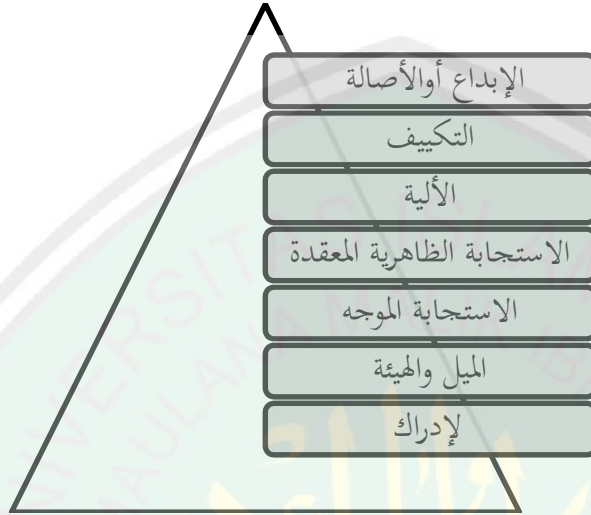 الإبداع أوالأصالة
التكييف
الألية
الاستجابة الظاهرية المعقدة
الاستجابة الموجه
الميل والهيئة
لإدراك